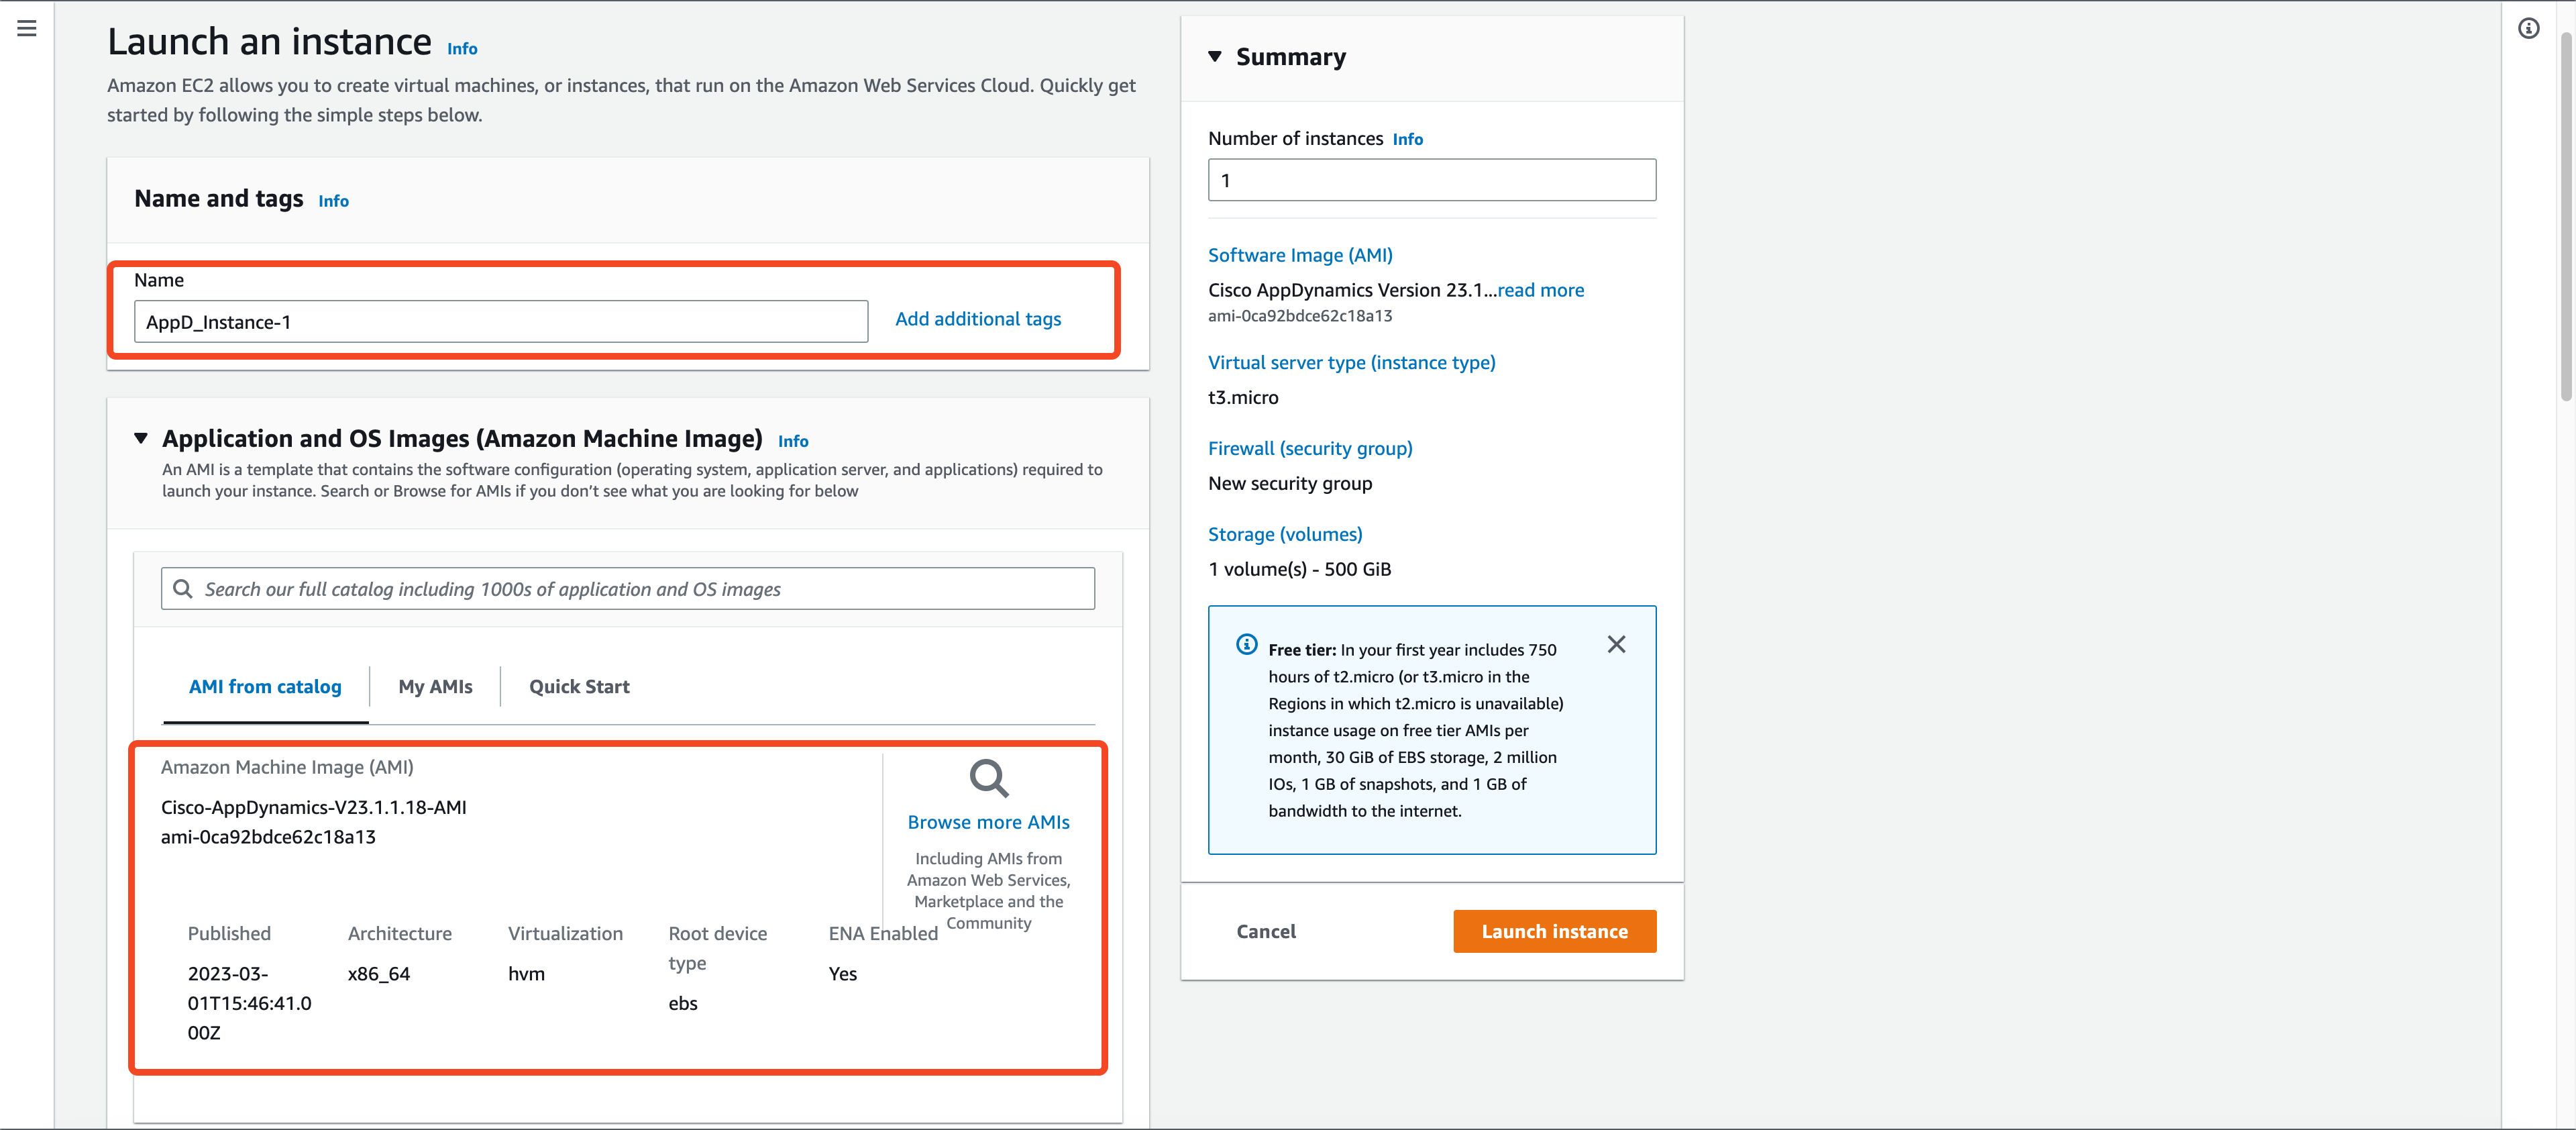 Launch an instance Info
Amazon EC2 allows you to create virtual machines, or instances, that run on the Amazon Web Services Cloud. Quickly get
started by following the simple steps below.
Name and tags Info
Name
AppD_Instance-1
Add additional tags
Application and OS Images (Amazon Machine Image) Info
An AMI is a template that contains the software configuration (operating system, application server, and applications) required to
launch your instance. Search or Browse for AMIs if you don’t see what you are looking for below
Search our full catalog including 1000s of application and OS images
AMI from catalog
My AMIs
Quick Start
Amazon Machine Image (AMI)
Cisco-AppDynamics-V23.1.1.18-AMI
ami-0ca92bdce62c18a13
Browse more AMIs
Including AMIs from
Amazon Web Services,
Marketplace and the
Community
Published
2023-03-
01T15:46:41.0
00Z
Architecture
x86_64
Virtualization
hvm
Root device
type
ebs
ENA Enabled
Yes
Summary
Number of instances Info
1
Software Image (AMI)
Cisco AppDynamics Version 23.1...read more
ami-0ca92bdce62c18a13
Virtual server type (instance type)
t3.micro
Firewall (security group)
New security group
Storage (volumes)
1 volume(s) - 500 GiB
Free tier: In your first year includes 750
hours of t2.micro (or t3.micro in the
Regions in which t2.micro is unavailable)
instance usage on free tier AMIs per
month, 30 GiB of EBS storage, 2 million
IOs, 1 GB of snapshots, and 1 GB of
bandwidth to the internet.
Cancel
Launch instance